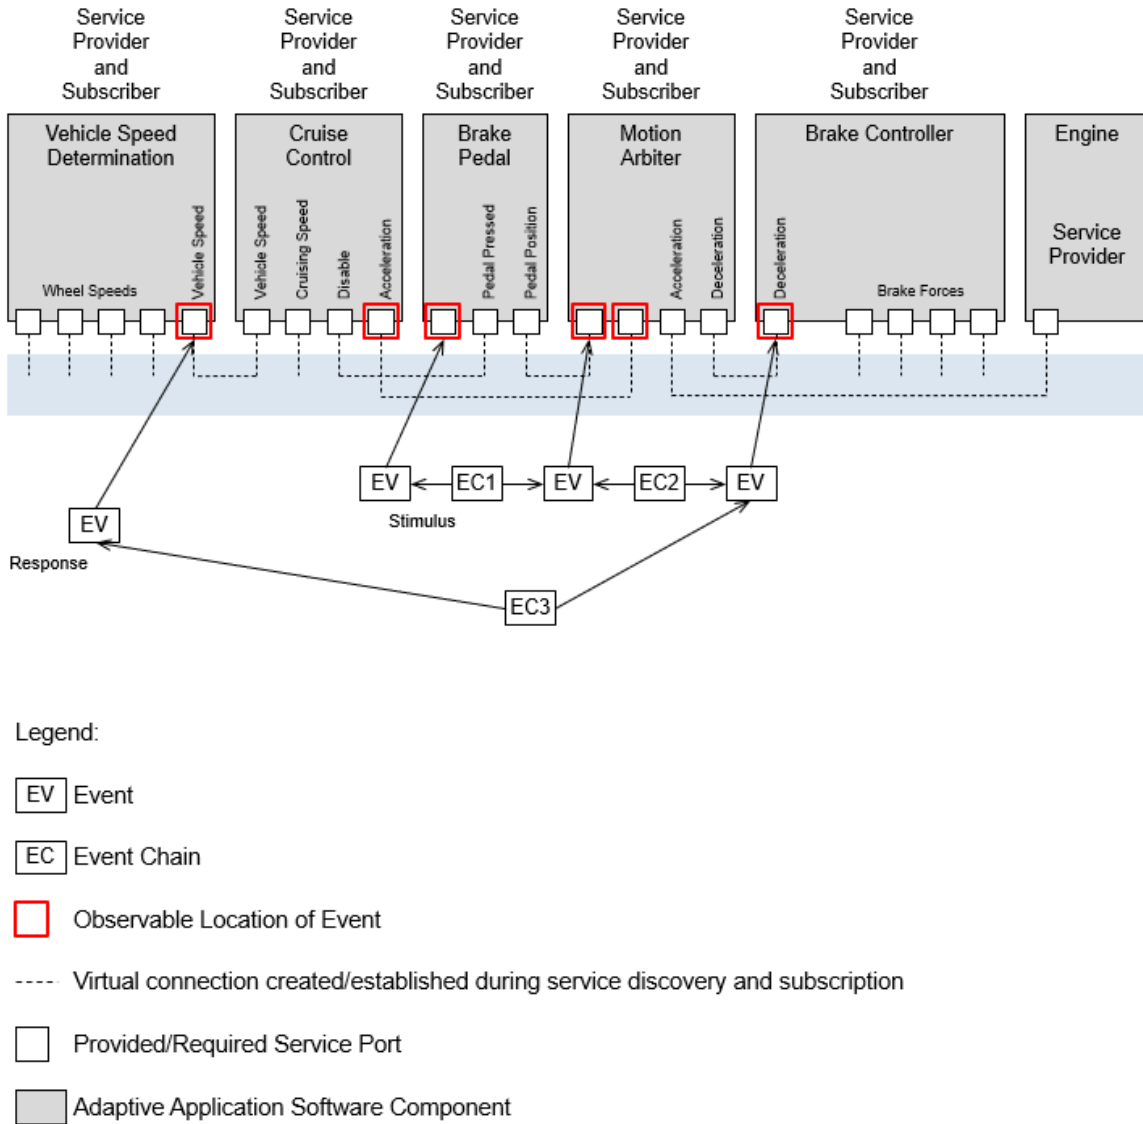 Service
Provider
and
Subscriber
Service
Provider
and
Subscriber
Service
Provider
and
Subscriber
Service
Provider
and
Subscriber
Service
Provider
and
Subscriber
Vehicle Speed
Determination
Wheel Speeds
Vehicle Speed
Cruise
Control
Vehicle Speed
Cruising Speed
Disable
Acceleration
Brake
Pedal
Pedal Pressed
Pedal Position
Motion
Arbiter
Acceleration
Deceleration
Brake Controller
Deceleration
Brake Forces
Engine
Service
Provider
EV
EC1
EV
EC2
EV
Stimulus
EV
Response
EC3
Legend:
EV Event
EC Event Chain
Observable Location of Event
Virtual connection created/established during service discovery and subscription
Provided/Required Service Port
Adaptive Application Software Component